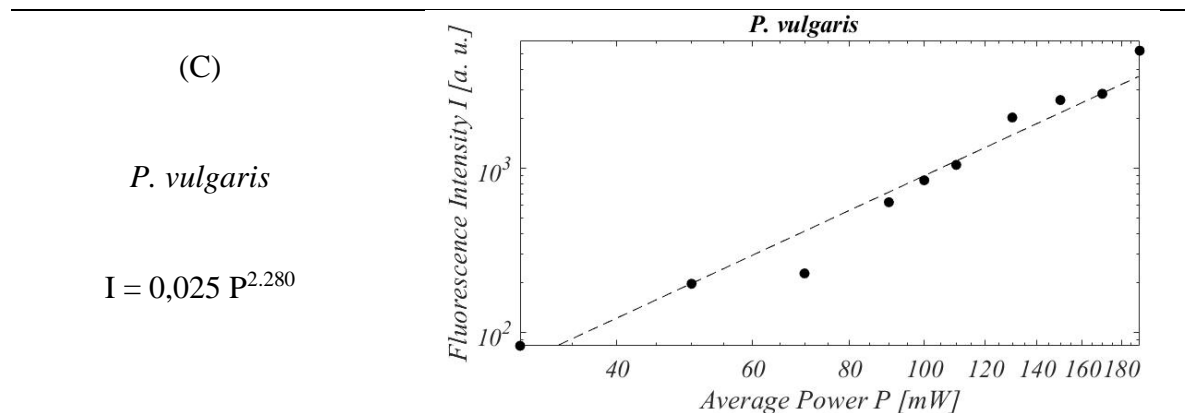 (C)
P. vulgaris
I = 0,025 P^2.280
P. vulgaris
Fluorescence Intensity I [a. u.]
10^3
10^2
40 60 80 100 120 140 160 180
Average Power P [mW]